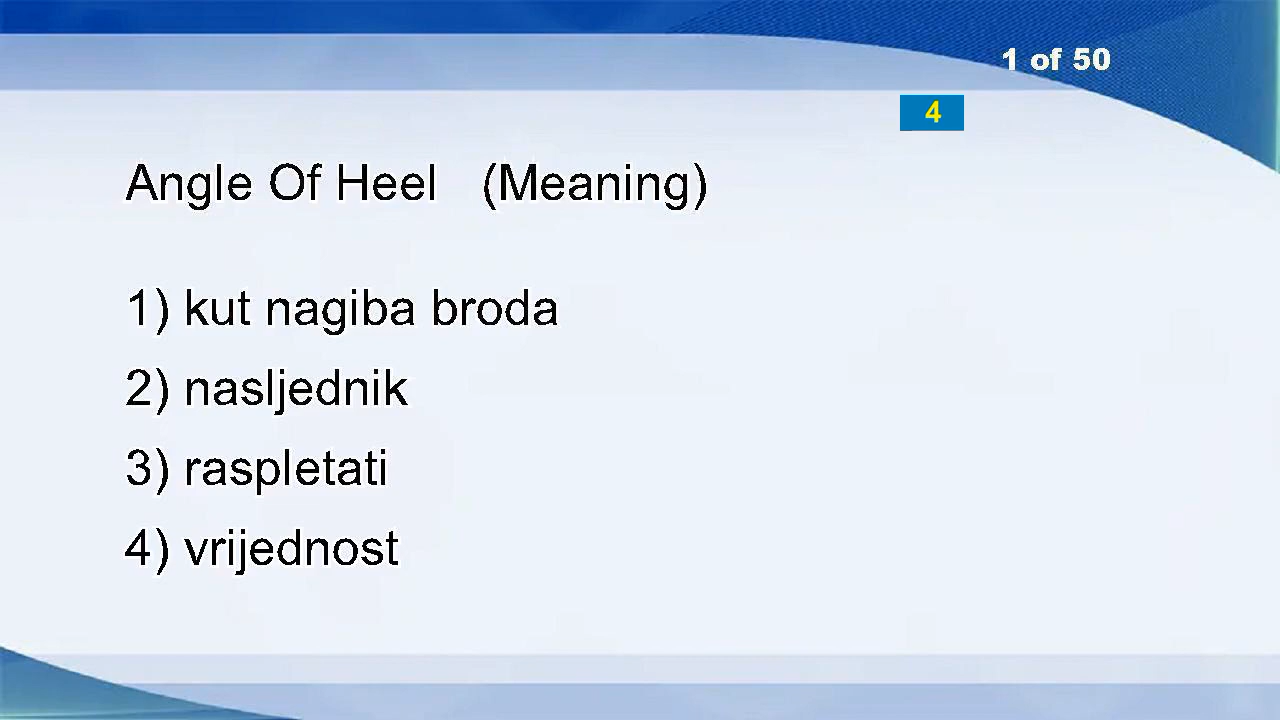 1 of 50
4
Angle Of Heel (Meaning)
1) kut nagiba broda
2) nasljednik
3) raspletati
4) vrijednost